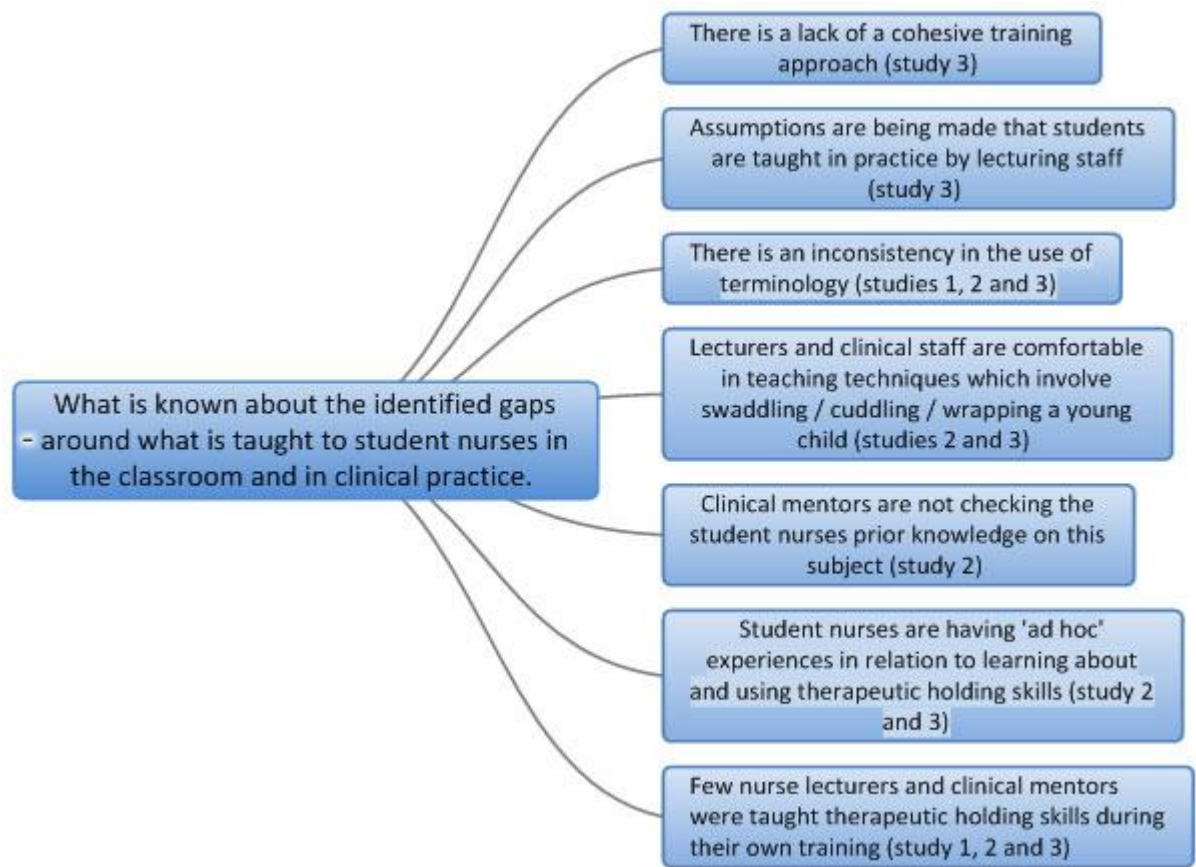 There is a lack of a cohesive training
approach (study 3)
Assumptions are being made that students
are taught in practice by lecturing staff
(study 3)
There is an inconsistency in the use of
terminology (studies 1, 2 and 3)
Lecturers and clinical staff are comfortable
in teaching techniques which involve
swaddling / cuddling / wrapping a young
child (studies 2 and 3)
What is known about the identified gaps
- around what is taught to student nurses in
the classroom and in clinical practice.
Clinical mentors are not checking the
student nurses prior knowledge on this
subject (study 2)
Student nurses are having 'ad hoc'
experiences in relation to learning about
and using therapeutic holding skills (study 2
and 3)
Few nurse lecturers and clinical mentors
were taught therapeutic holding skills during
their own training (study 1, 2 and 3)